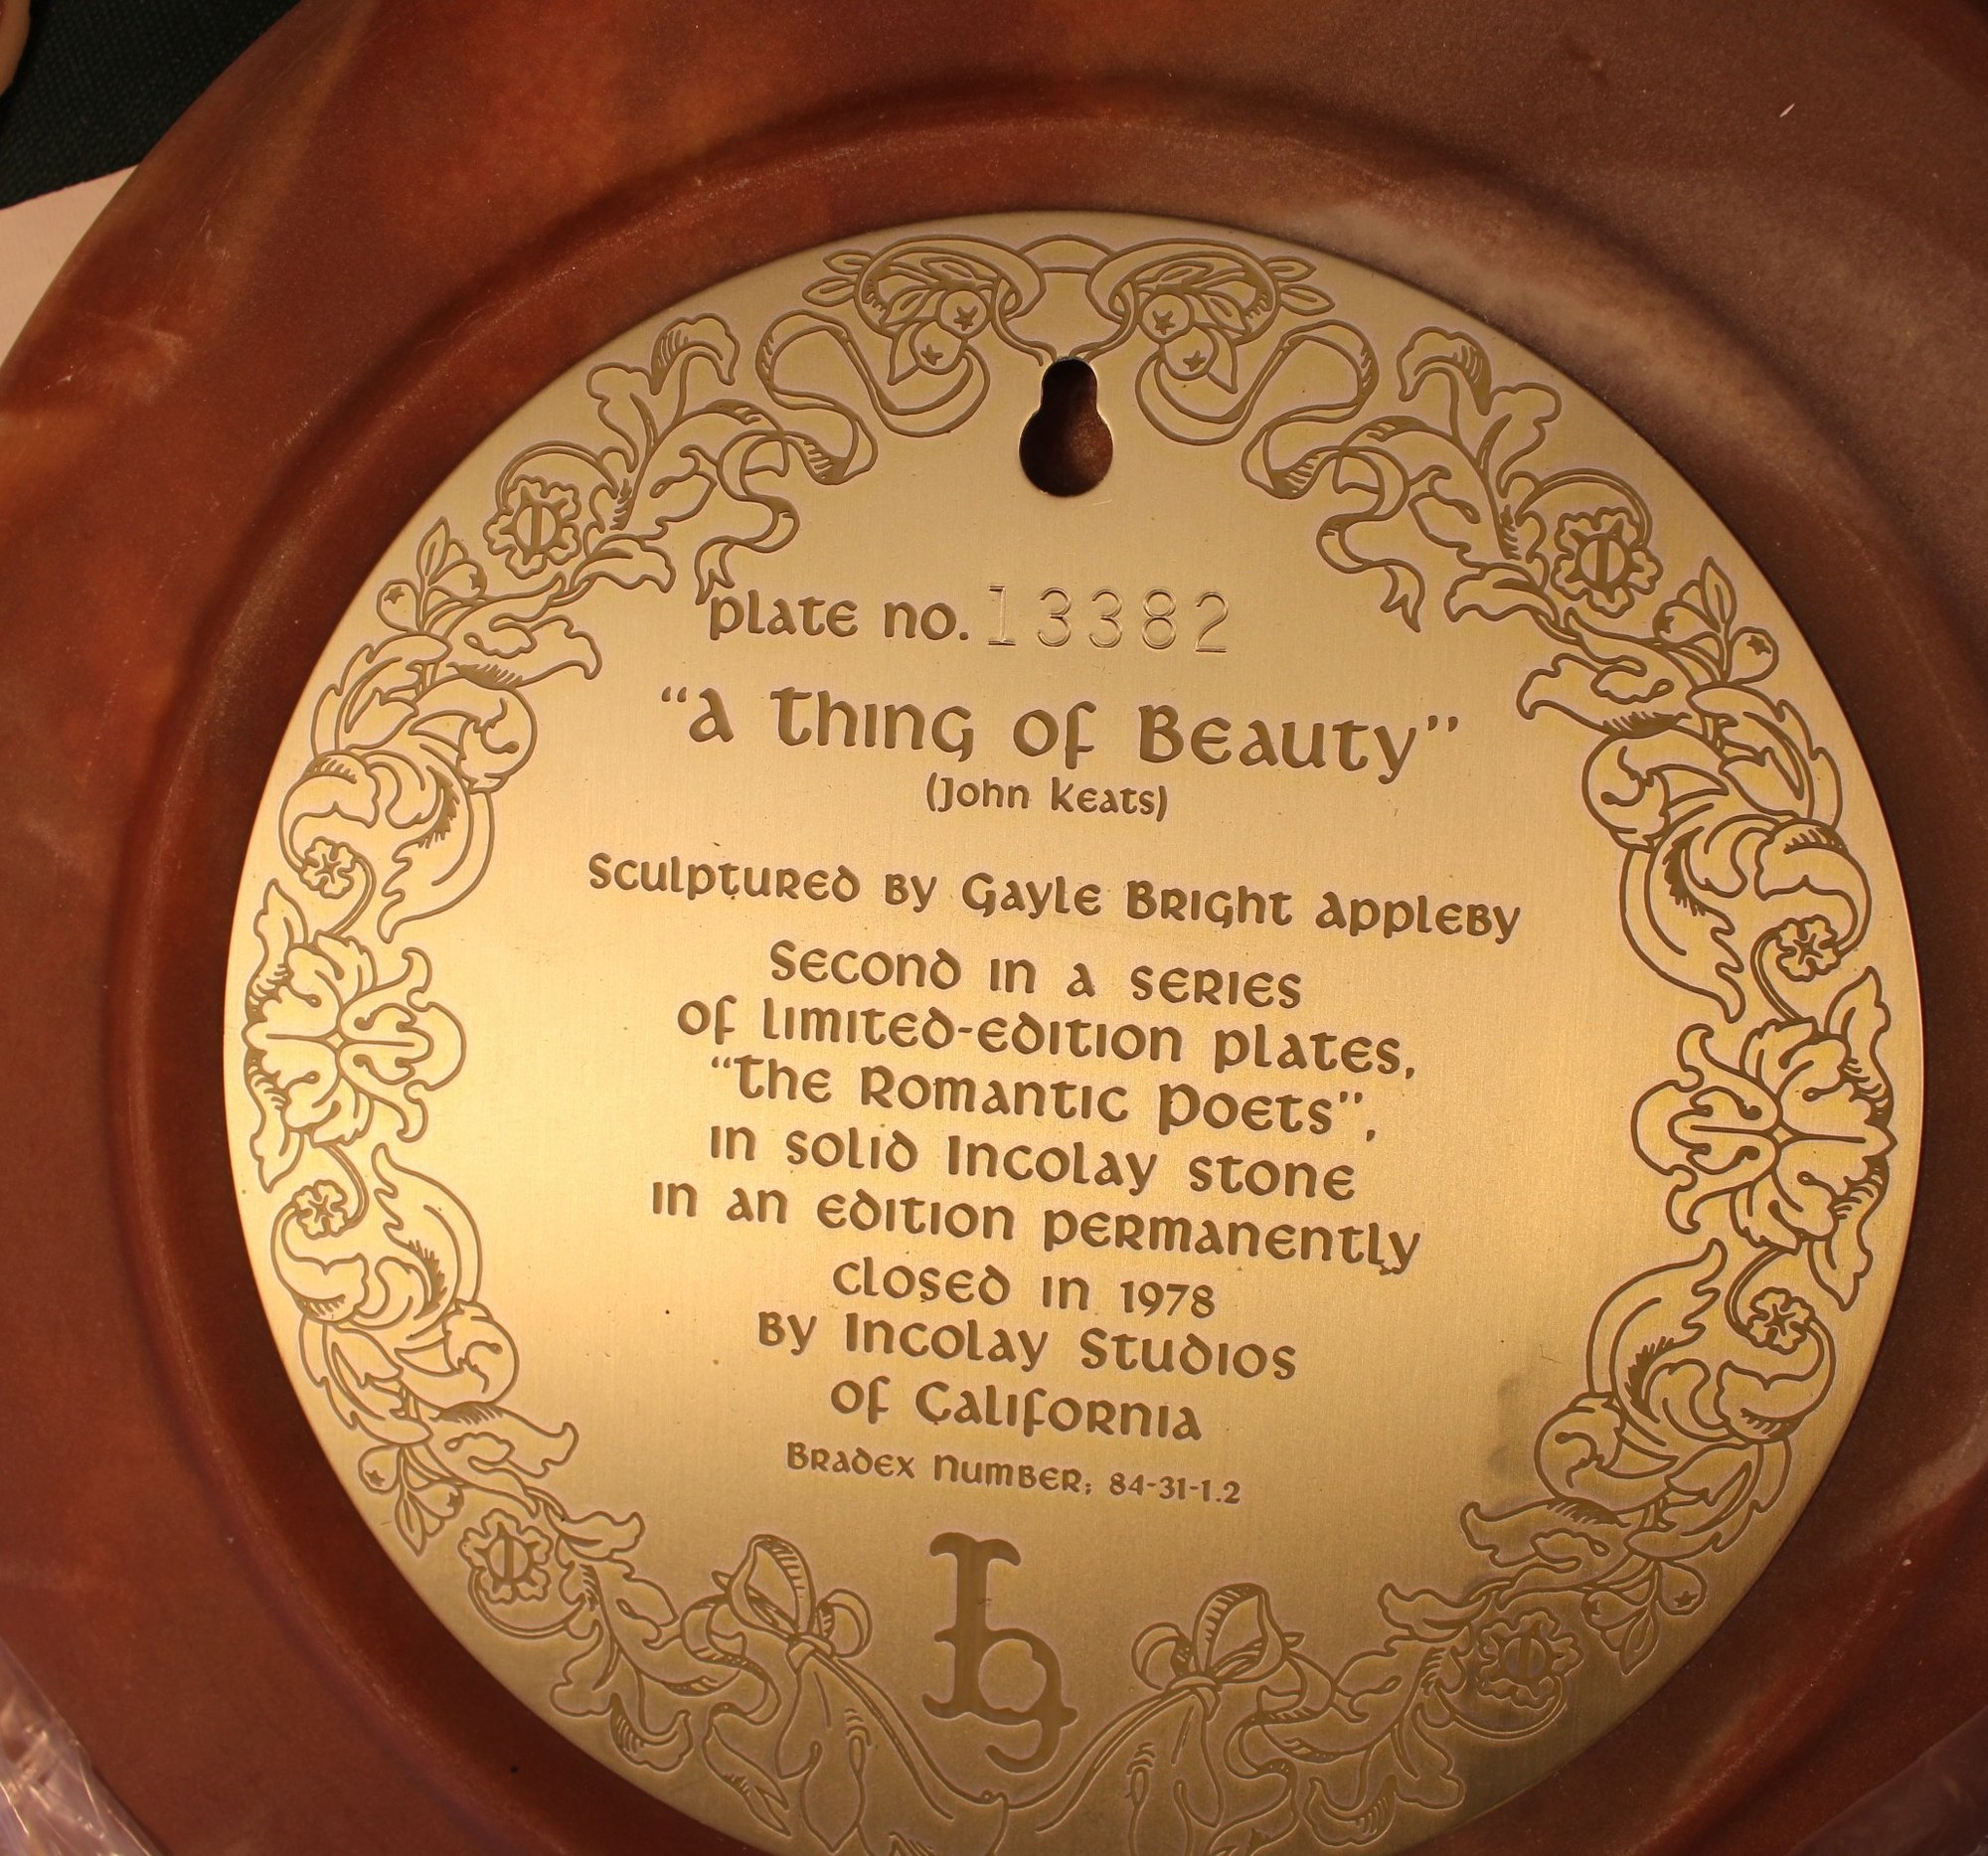 plate no. 13382
"a Thing of Beauty"
(John Keats)
Sculptured by Gayle Bright Appleby
Second in a series
of limited-edition plates,
"The Romantic Poets",
in solid Incolay stone
in an edition permanently
closed in 1978
by Incolay Studios
of California
Bradex Number; 84-31-1.2